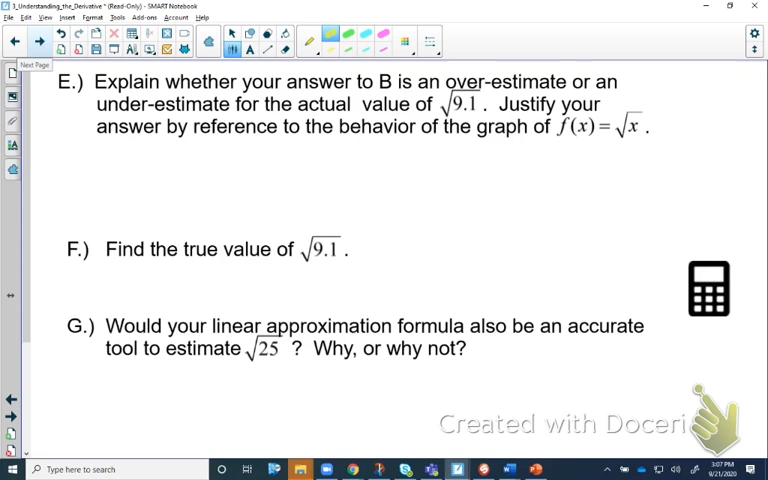 3_Understanding_the_Derivative * (Read-Only) - SMART Notebook
File Edit View Insert Format Tools Add-ons Account Help
Next Page
E.) Explain whether your answer to B is an over-estimate or an
under-estimate for the actual value of √9.1 . Justify your
answer by reference to the behavior of the graph of f(x) = √x .
F.) Find the true value of √9.1 .
G.) Would your linear approximation formula also be an accurate
tool to estimate √25 ? Why, or why not?
Created with Doceri
Type here to search
3:07 PM
9/21/2020